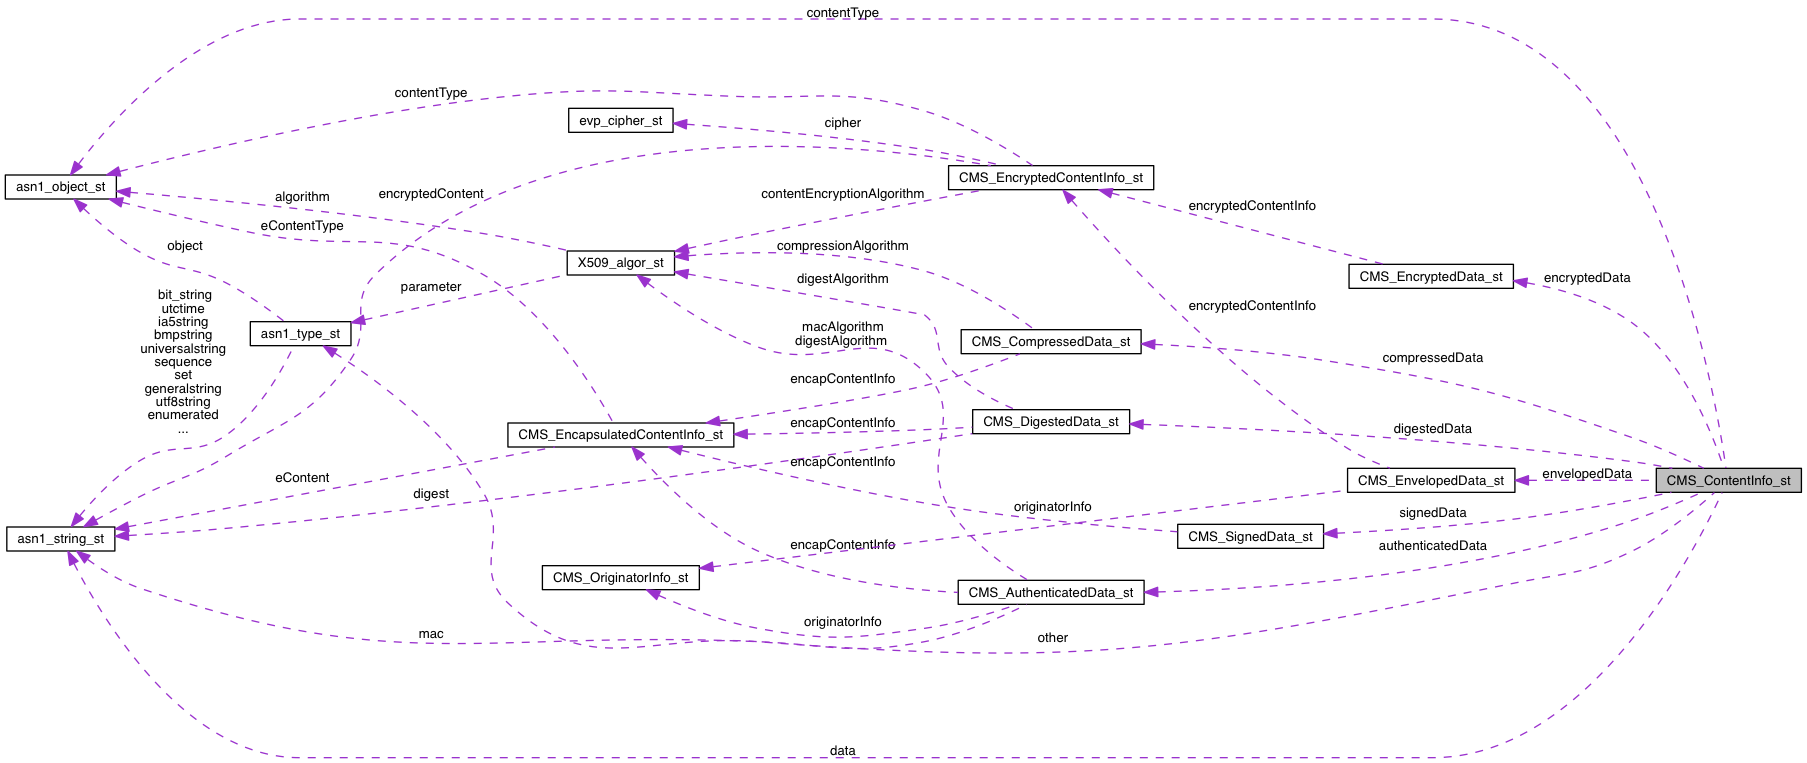 contentType
contentType
evp_cipher_st
cipher
asn1_object_st
algorithm
encryptedContent
contentEncryptionAlgorithm
CMS_EncryptedContentInfo_st
encryptedContentInfo
eContentType
object
X509_algor_st
compressionAlgorithm
digestAlgorithm
CMS_EncryptedData_st
encryptedData
parameter
bit_string
utctime
ia5string
bmpstring
universalstring
sequence
set
generalstring
utf8string
enumerated
...
asn1_type_st
macAlgorithm
digestAlgorithm
encryptedContentInfo
CMS_CompressedData_st
compressedData
encapContentInfo
CMS_EncapsulatedContentInfo_st
encapContentInfo
CMS_DigestedData_st
digestedData
encapContentInfo
eContent
digest
CMS_EnvelopedData_st
envelopedData
CMS_ContentInfo_st
originatorInfo
signedData
asn1_string_st
CMS_SignedData_st
encapContentInfo
authenticatedData
CMS_OriginatorInfo_st
CMS_AuthenticatedData_st
originatorInfo
mac
other
data